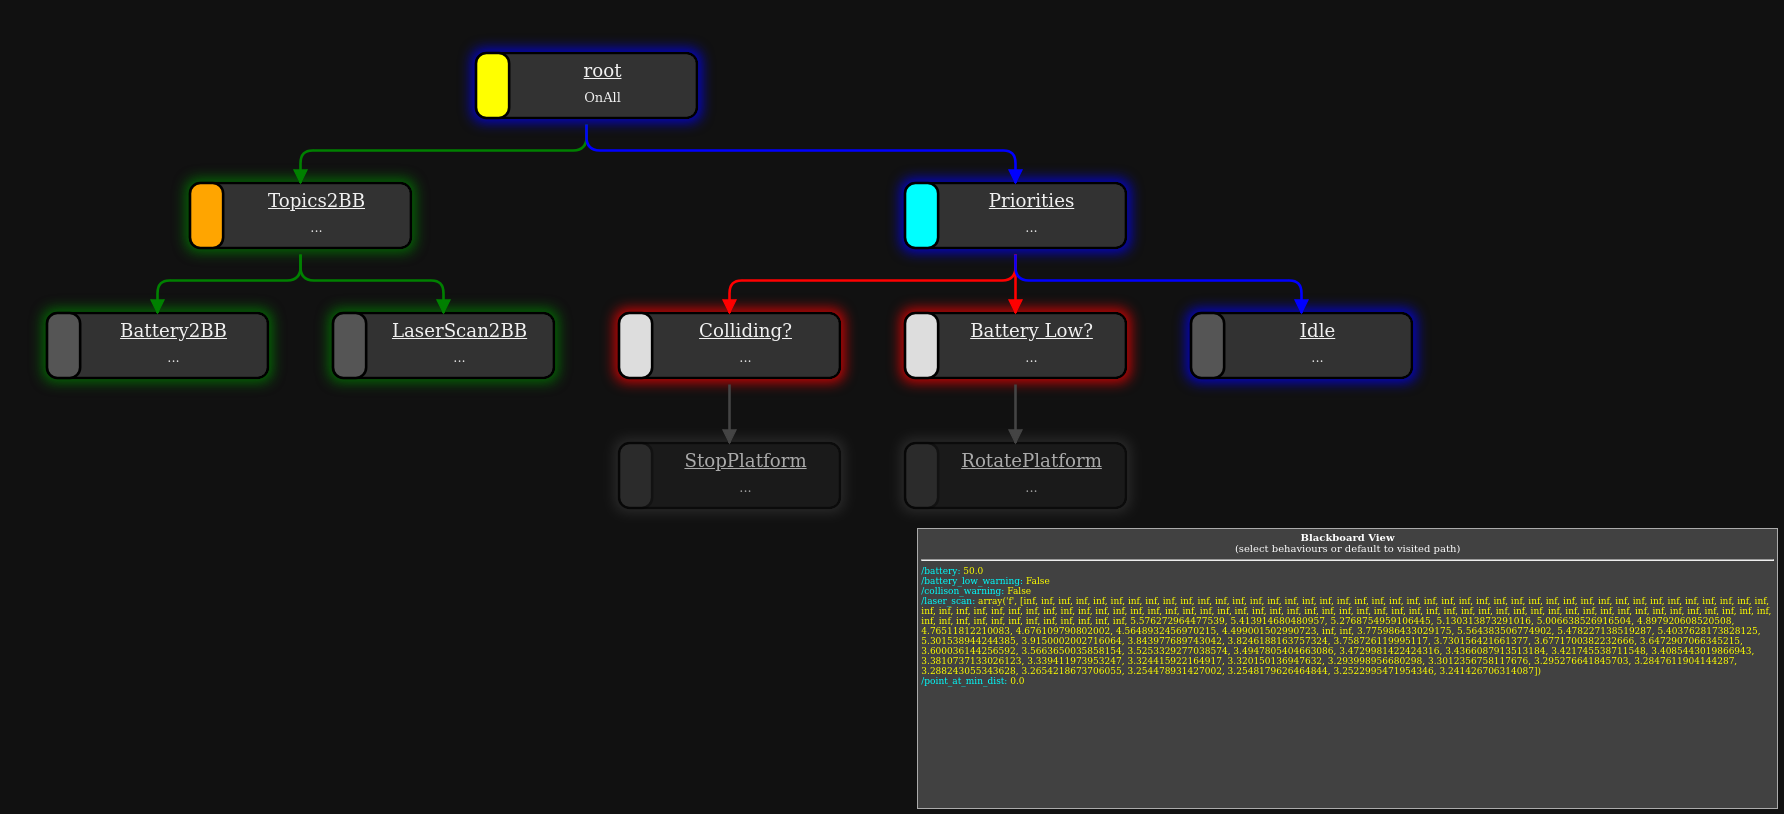 root
OnAll
Topics2BB
...
Priorities
...
Battery2BB
...
LaserScan2BB
...
Colliding?
...
Battery Low?
...
Idle
...
StopPlatform
...
RotatePlatform
...
Blackboard View
(select behaviours or default to visited path)
/battery: 50.0
/battery_low_warning: False
/collison_warning: False
/laser_scan: array('f', [inf, inf, inf, inf, inf, inf, inf, inf, inf, inf, inf, inf, inf, inf, inf, inf, inf, inf, inf, inf, inf, inf, inf, inf, inf, inf, inf, inf, inf, inf, inf, inf, inf, inf, inf, inf, inf, inf, inf, inf, inf, inf, inf,
inf, inf, inf, inf, inf, inf, inf, inf, inf, inf, inf, inf, inf, inf, inf, inf, inf, inf, inf, inf, inf, inf, inf, inf, inf, inf, inf, inf, inf, inf, inf, inf, inf, inf, inf, inf, inf, inf, inf, inf, inf, inf, inf, inf, inf, inf, inf, inf, inf,
inf, inf, inf, inf, inf, inf, inf, inf, inf, inf, inf, inf, 5.576272964477539, 5.413914680480957, 5.2768754959106445, 5.130313873291016, 5.006638526916504, 4.897920608520508,
4.76511812210083, 4.676109790802002, 4.5648932456970215, 4.499001502990723, inf, inf, 3.775986433029175, 5.564383506774902, 5.478227138519287, 5.4037628173828125,
5.301538944244385, 3.9150002002716064, 3.843977689743042, 3.8246188163757324, 3.758726119995117, 3.730156421661377, 3.6771700382232666, 3.6472907066345215,
3.600036144256592, 3.5663650035858154, 3.5253329277038574, 3.4947805404663086, 3.4729981422424316, 3.4366087913513184, 3.421745538711548, 3.4085443019866943,
3.3810737133026123, 3.339411973953247, 3.324415922164917, 3.320150136947632, 3.293998956680298, 3.3012356758117676, 3.295276641845703, 3.2847611904144287,
3.288243055343628, 3.2654218673706055, 3.254478931427002, 3.2548179626464844, 3.2522995471954346, 3.241426706314087])
/point_at_min_dist: 0.0